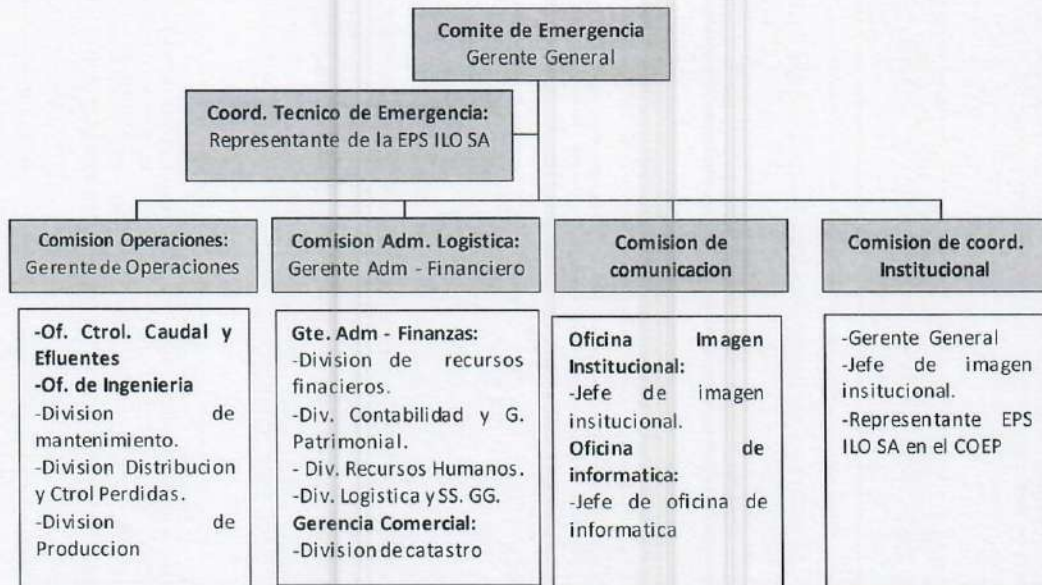 Comite de Emergencia
Gerente General
Coord. Tecnico de Emergencia:
Representante de la EPS ILO SA
Comision Operaciones:
Gerente de Operaciones
Comision Adm. Logistica:
Gerente Adm - Financiero
Comision de
comunicacion
Comision de coord.
Institucional
-Of. Ctrol. Caudal y
Efluentes
-Of. de Ingenieria
-Division de
mantenimiento.
-Division Distribucion
y Ctrol Perdidas.
-Division de
Produccion
Gte. Adm - Finanzas:
-Division de recursos
finacieros.
-Div. Contabilidad y G.
Patrimonial.
- Div. Recursos Humanos.
-Div. Logistica y SS. GG.
Gerencia Comercial:
-Division de catastro
Oficina Imagen
Institucional:
-Jefe de imagen
insitucional.
Oficina de
informatica:
-Jefe de oficina de
informatica
-Gerente General
-Jefe de imagen
insitucional.
-Representante EPS
ILO SA en el COEP